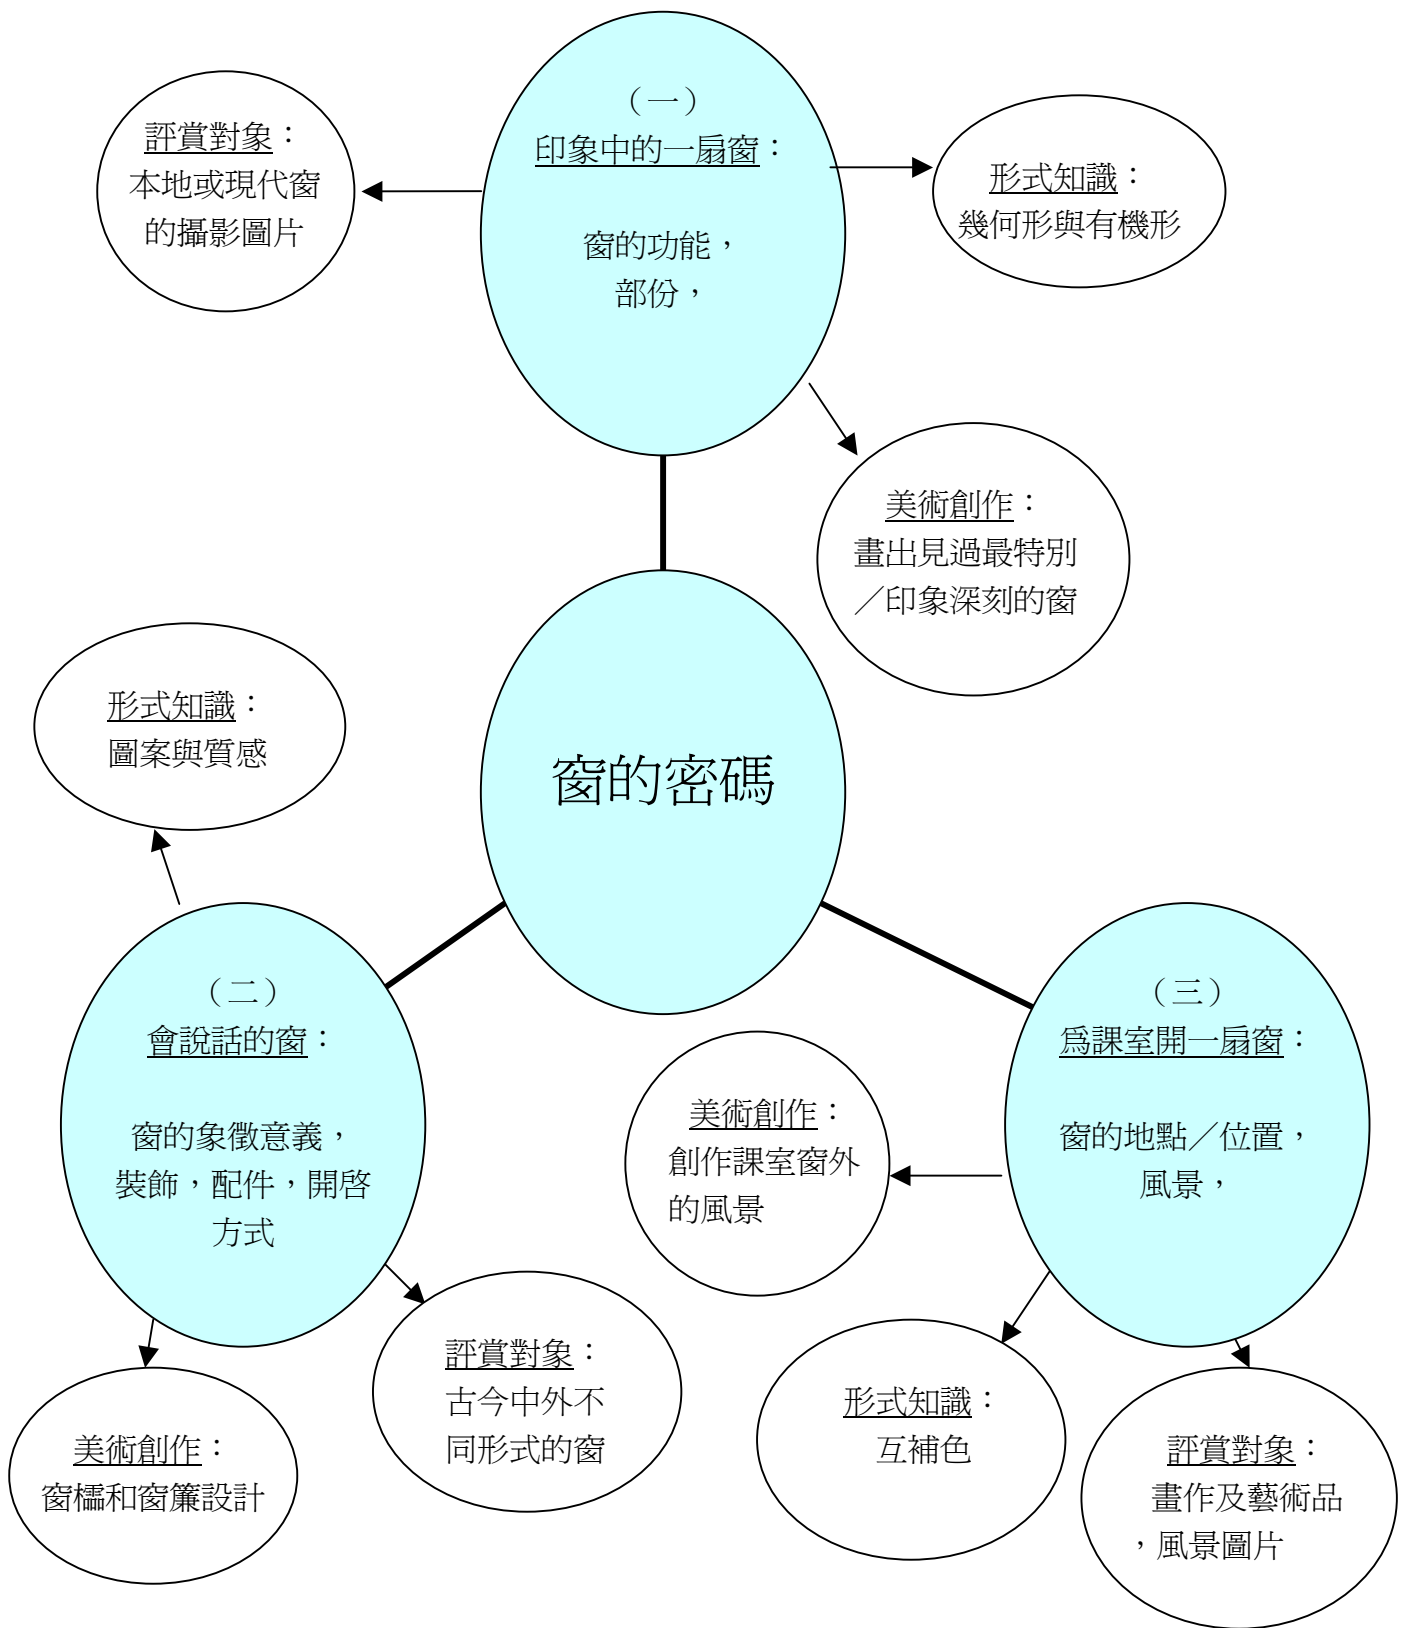 (一)
印象中的一扇窗：
窗的功能，
部份，
評賞對象：
本地或現代窗
的攝影圖片
形式知識：
幾何形與有機形
美術創作：
畫出見過最特別
／印象深刻的窗
窗的密碼
形式知識：
圖案與質感
(二)
會說話的窗：
窗的象徵意義，
裝飾，配件，開啓
方式
美術創作：
窗櫺和窗簾設計
評賞對象：
古今中外不
同形式的窗
(三)
爲課室開一扇窗：
窗的地點／位置，
風景，
美術創作：
創作課室窗外
的風景
形式知識：
互補色
評賞對象：
畫作及藝術品
，風景圖片